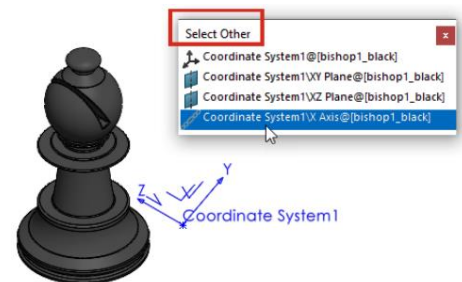 Select Other
x
Coordinate System1@[bishop1_black]
Coordinate System1\XY Plane@[bishop1_black]
Coordinate System1\XZ Plane@[bishop1_black]
Coordinate System1\X Axis@[bishop1_black]
Y
Z
Coordinate System1